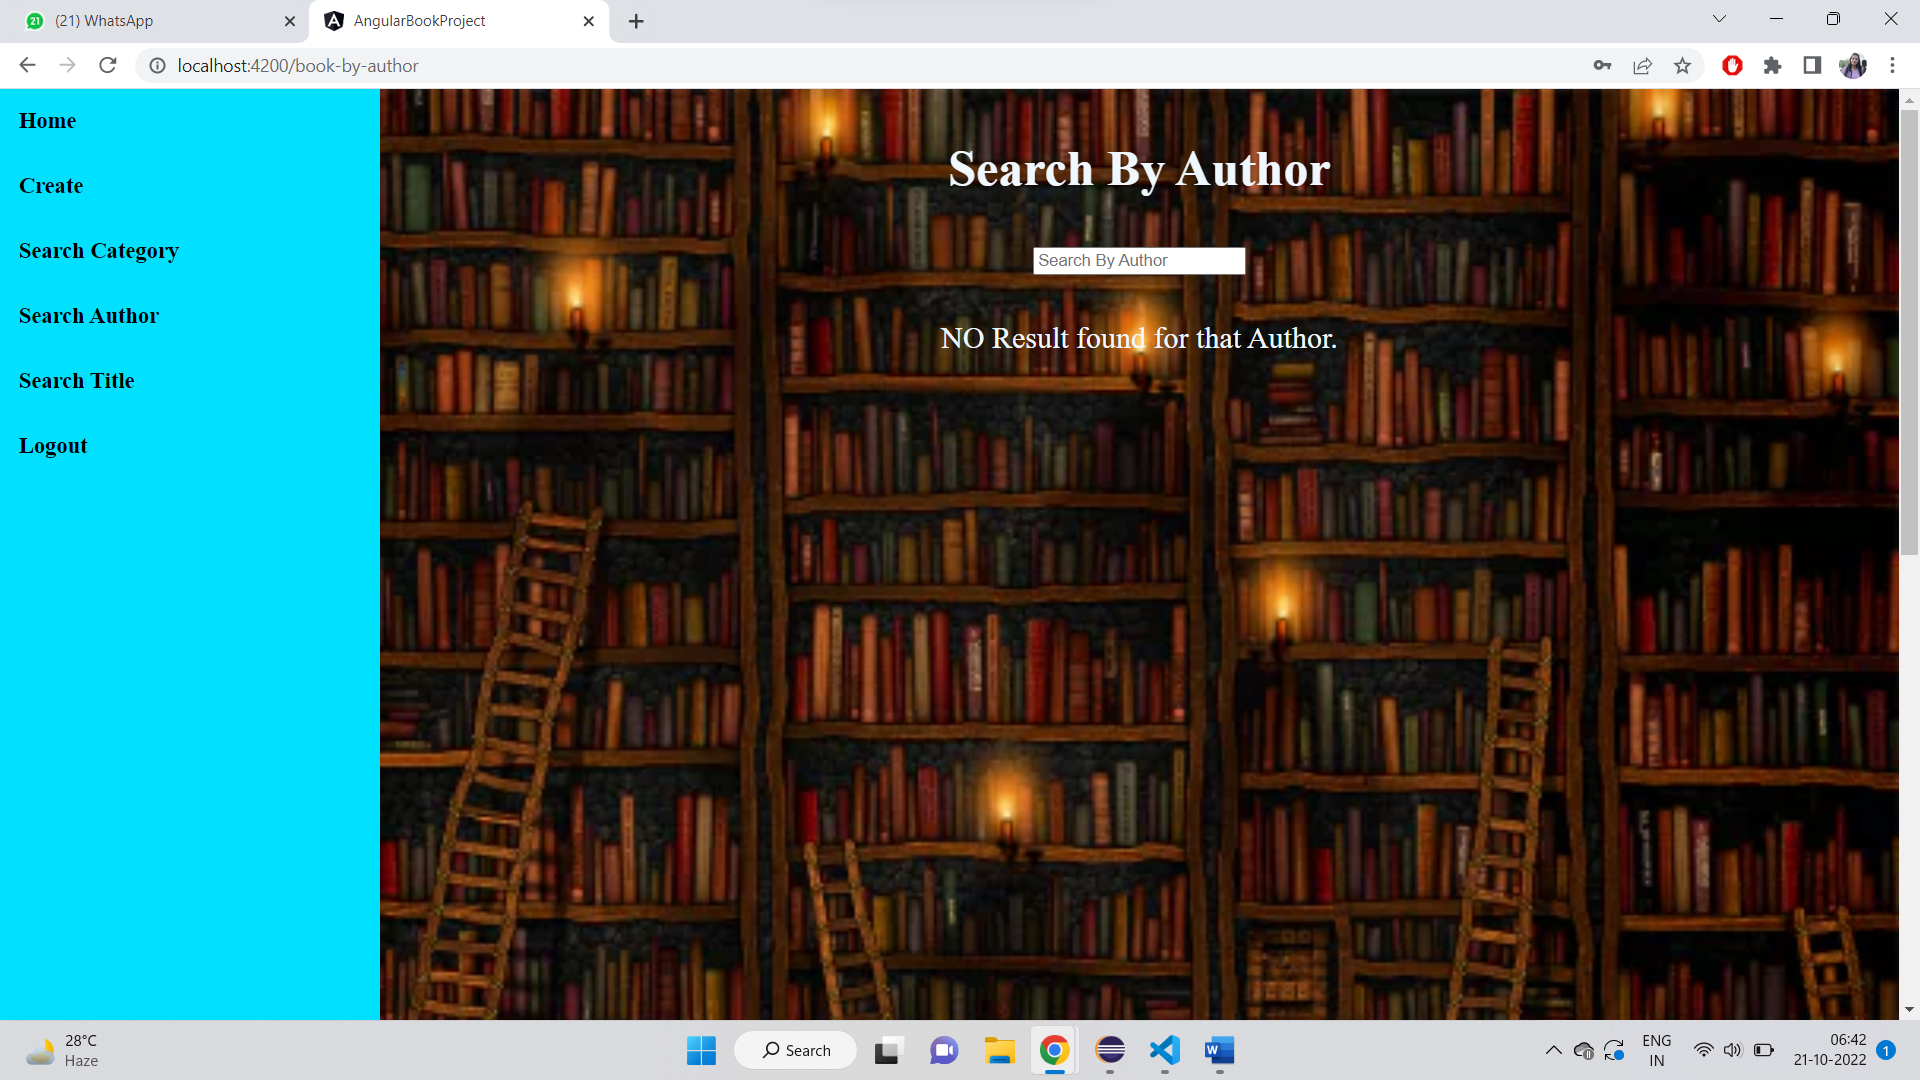 (21) WhatsApp
AngularBookProject
localhost:4200/book-by-author
Home
Create
Search Category
Search Author
Search Title
Logout
Search By Author
Search By Author
NO Result found for that Author.
28°C
Haze
Search
ENG
IN
06:42
21-10-2022
1